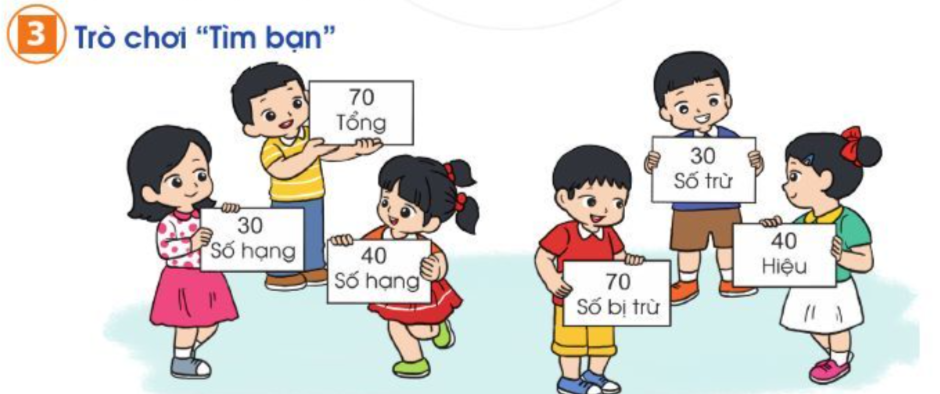 3 Trò chơi “Tìm bạn”
70
Tổng
30
Số hạng
40
Số hạng
30
Số trừ
70
Số bị trừ
40
Hiệu